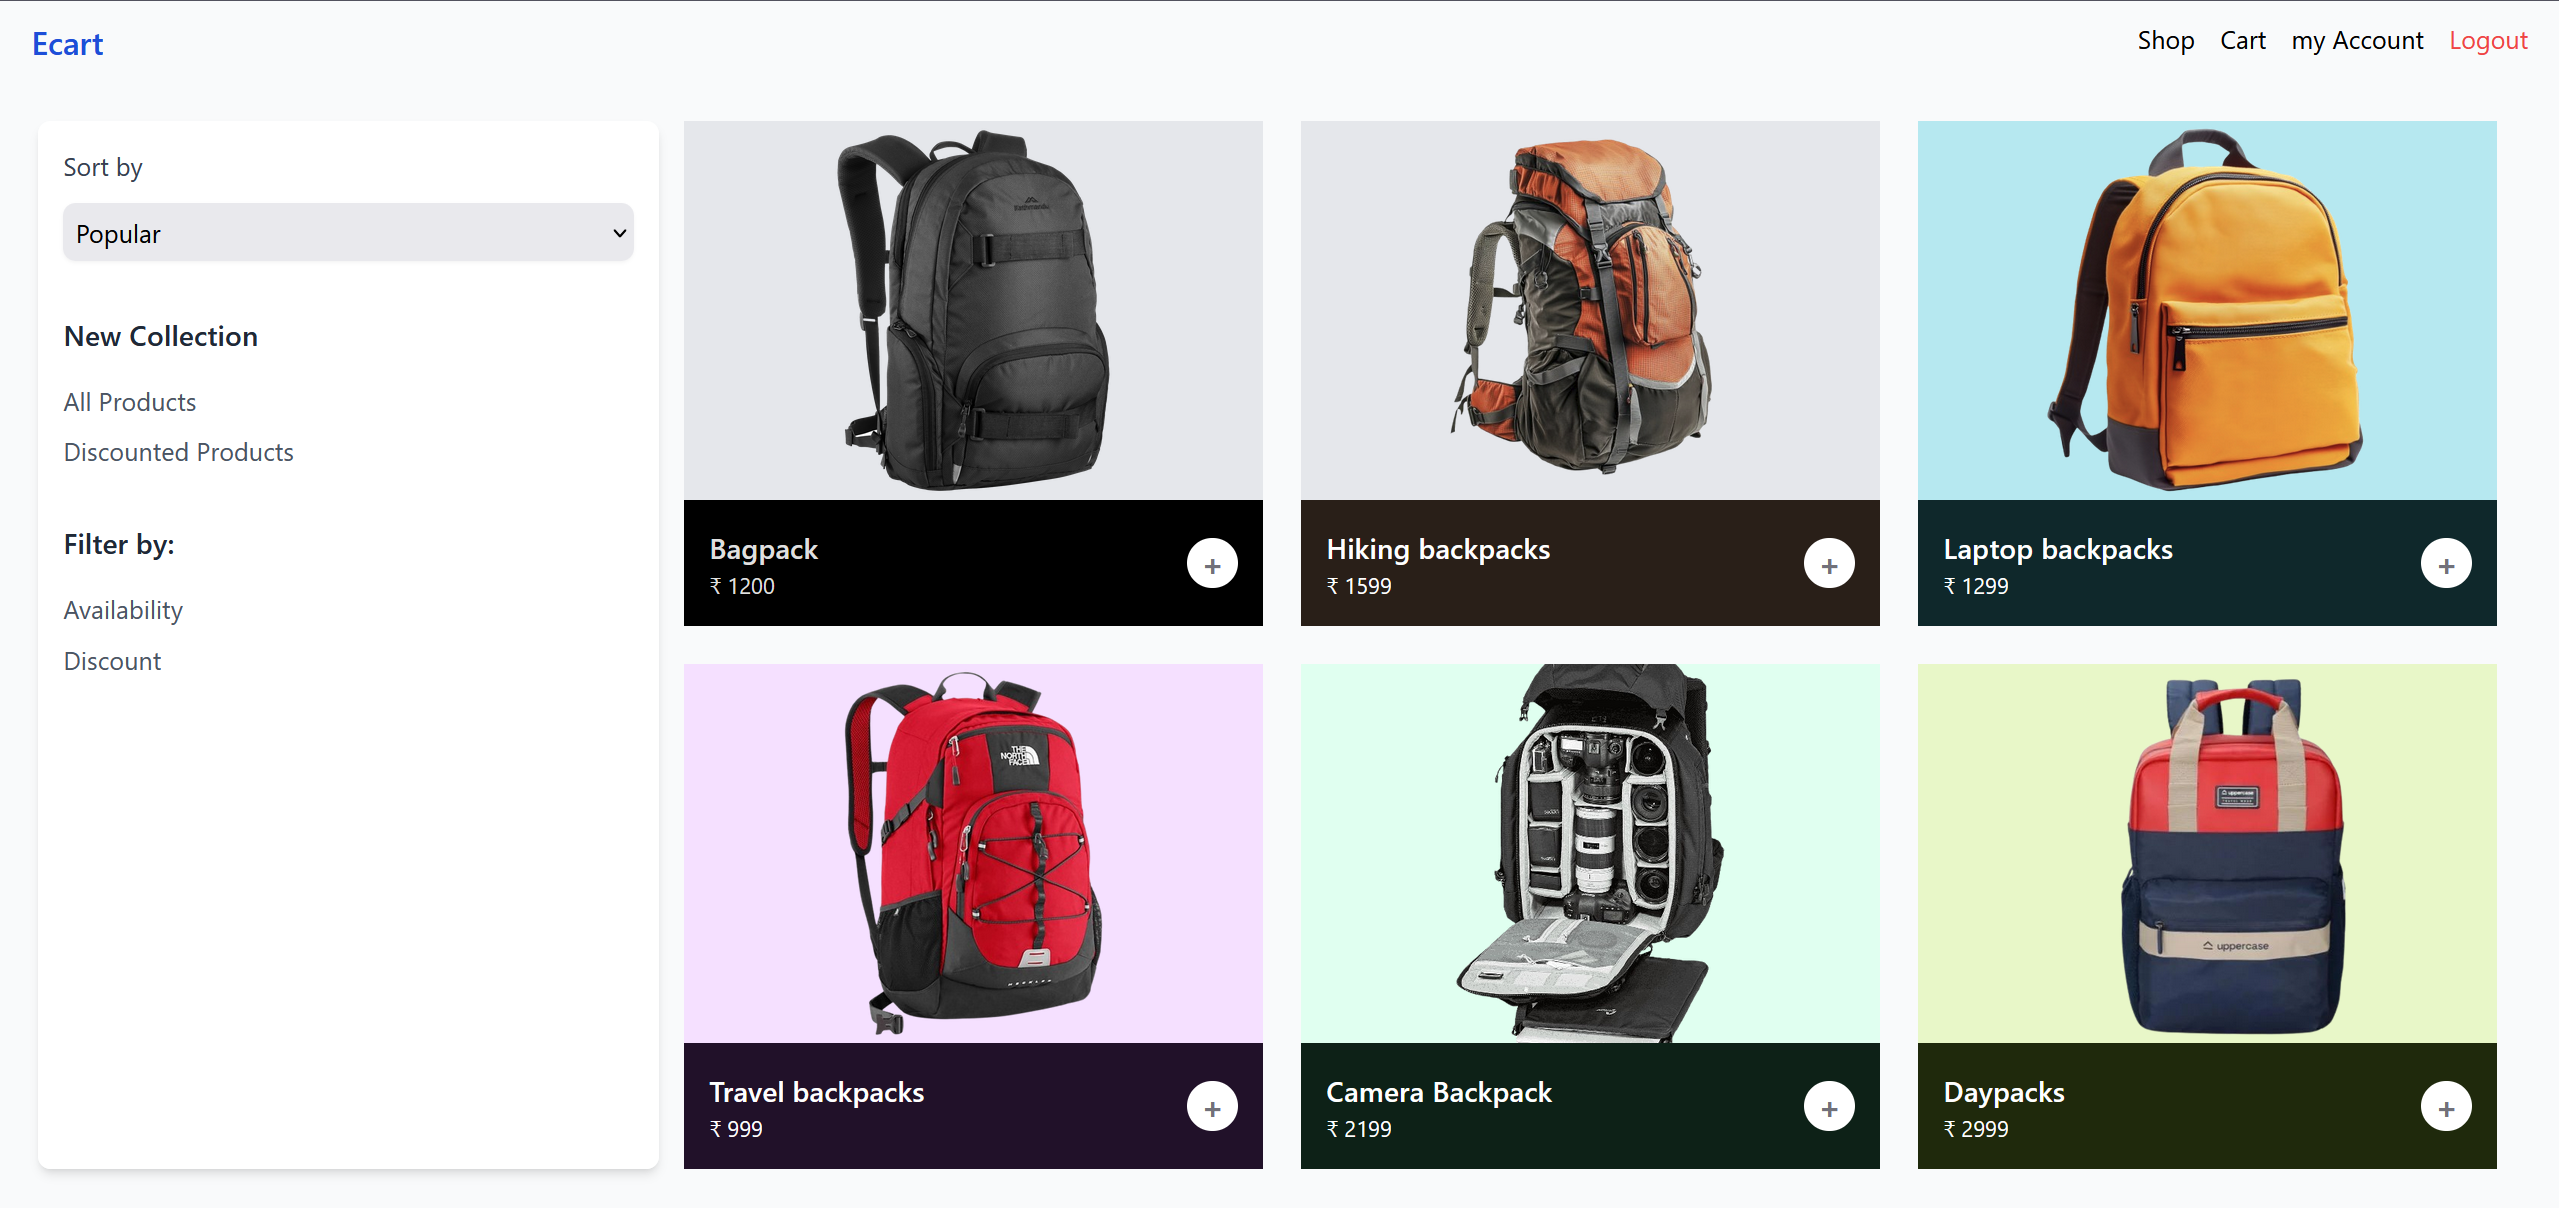 Ecart
Shop Cart my Account Logout
Sort by
Popular
New Collection
All Products
Discounted Products
Filter by:
Availability
Discount
Kathmandu
Bagpack
₹ 1200
+
Hiking backpacks
₹ 1599
+
Laptop backpacks
₹ 1299
+
THE
NORTH
FACE
Travel backpacks
₹ 999
+
Camera Backpack
₹ 2199
+
uppercase
uppercase
Daypacks
₹ 2999
+